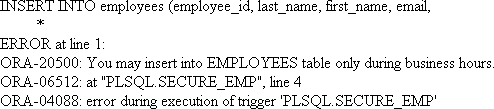 INSERT INTO employees (employee_id, last_name, first_name, email,
*
ERROR at line 1:
ORA-20500: You may insert into EMPLOYEES table only during business hours.
ORA-06512: at "PLSQL.SECURE_EMP", line 4
ORA-04088: error during execution of trigger 'PLSQL.SECURE_EMP'